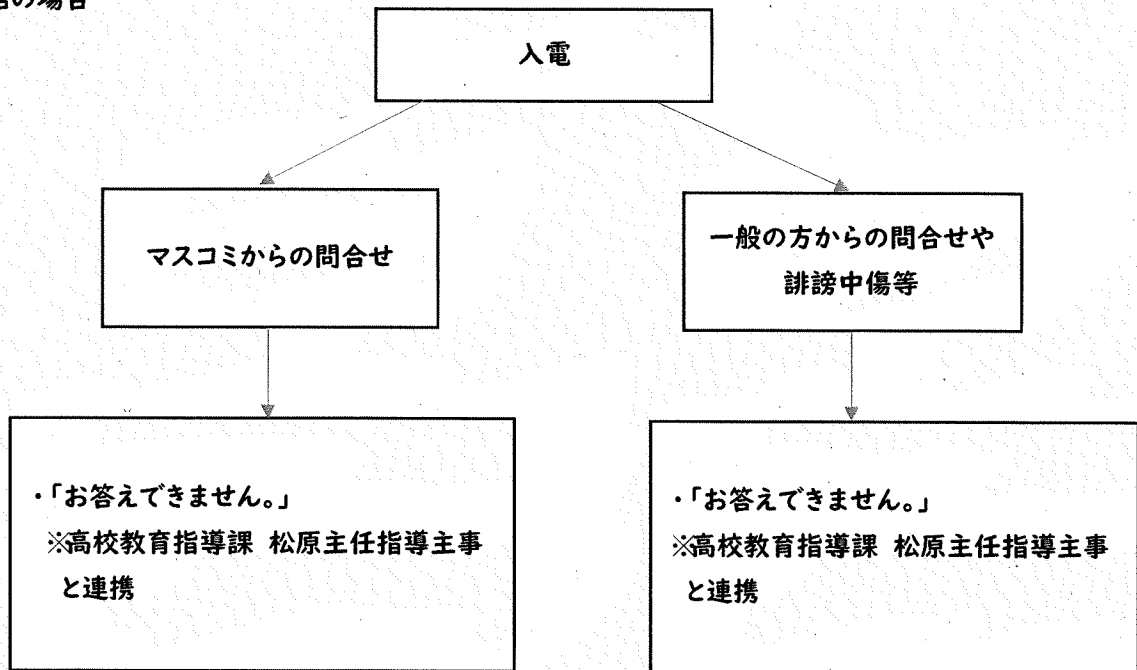 の場合
入電
マスコミからの問合せ
一般の方からの問合せや
誹謗中傷等
・「お答えできません。」
※高校教育指導課 松原主任指導主事
と連携
・「お答えできません。」
※高校教育指導課 松原主任指導主事
と連携